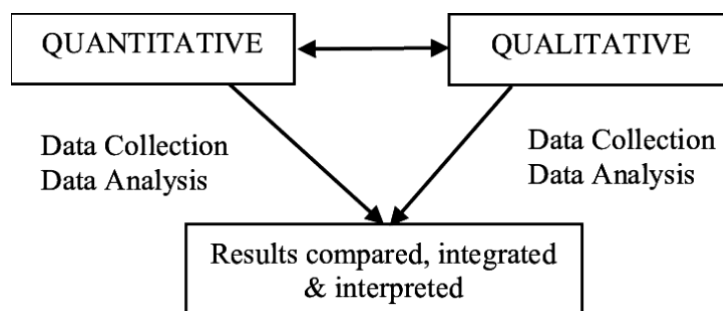 QUANTITATIVE
QUALITATIVE
Data Collection
Data Analysis
Data Collection
Data Analysis
Results compared, integrated
& interpreted